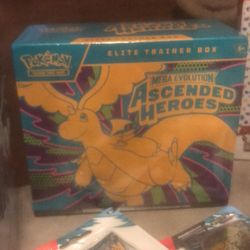 ELITE TRAINER BOX
POKÉMON
MEGA EVOLUTION
ASCENDED
HEROES